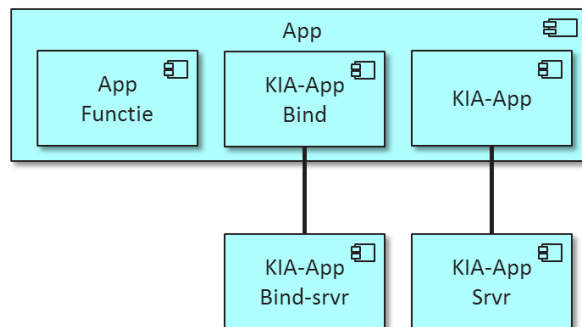 App
App
Functie
KIA-App
Bind
KIA-App
KIA-App
Bind-srvr
KIA-App
Srvr